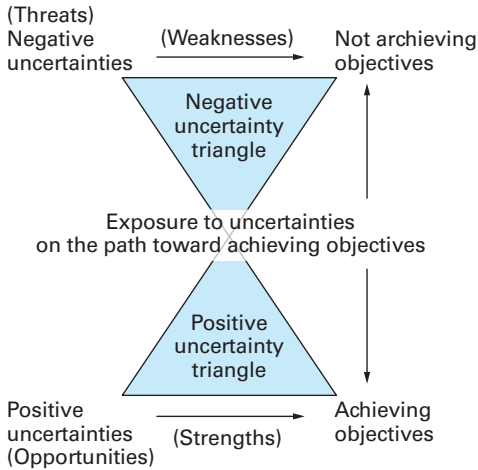 (Threats)
Negative
uncertainties
(Weaknesses)
Not archieving
objectives
Negative
uncertainty
triangle
Exposure to uncertainties
on the path toward achieving objectives
Positive
uncertainty
triangle
Positive
uncertainties
(Opportunities)
(Strengths)
Achieving
objectives